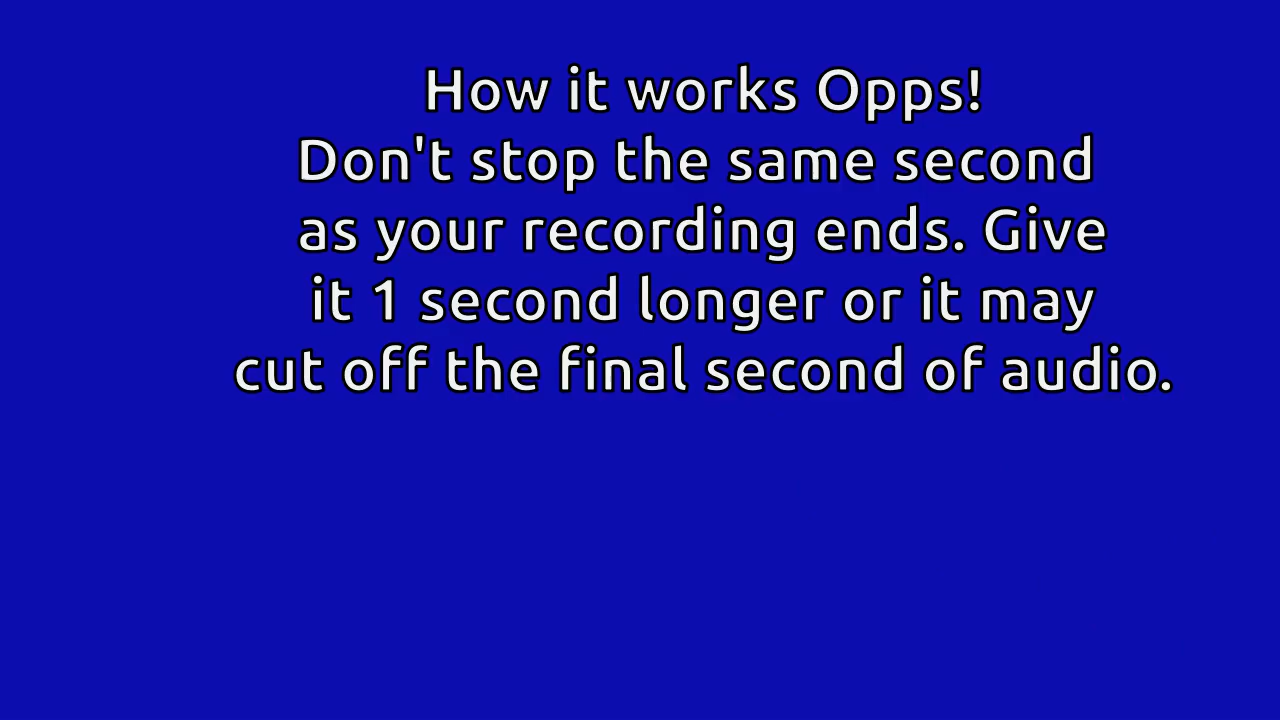 How it works Opps!
Don't stop the same second
as your recording ends. Give
it 1 second longer or it may
cut off the final second of audio.